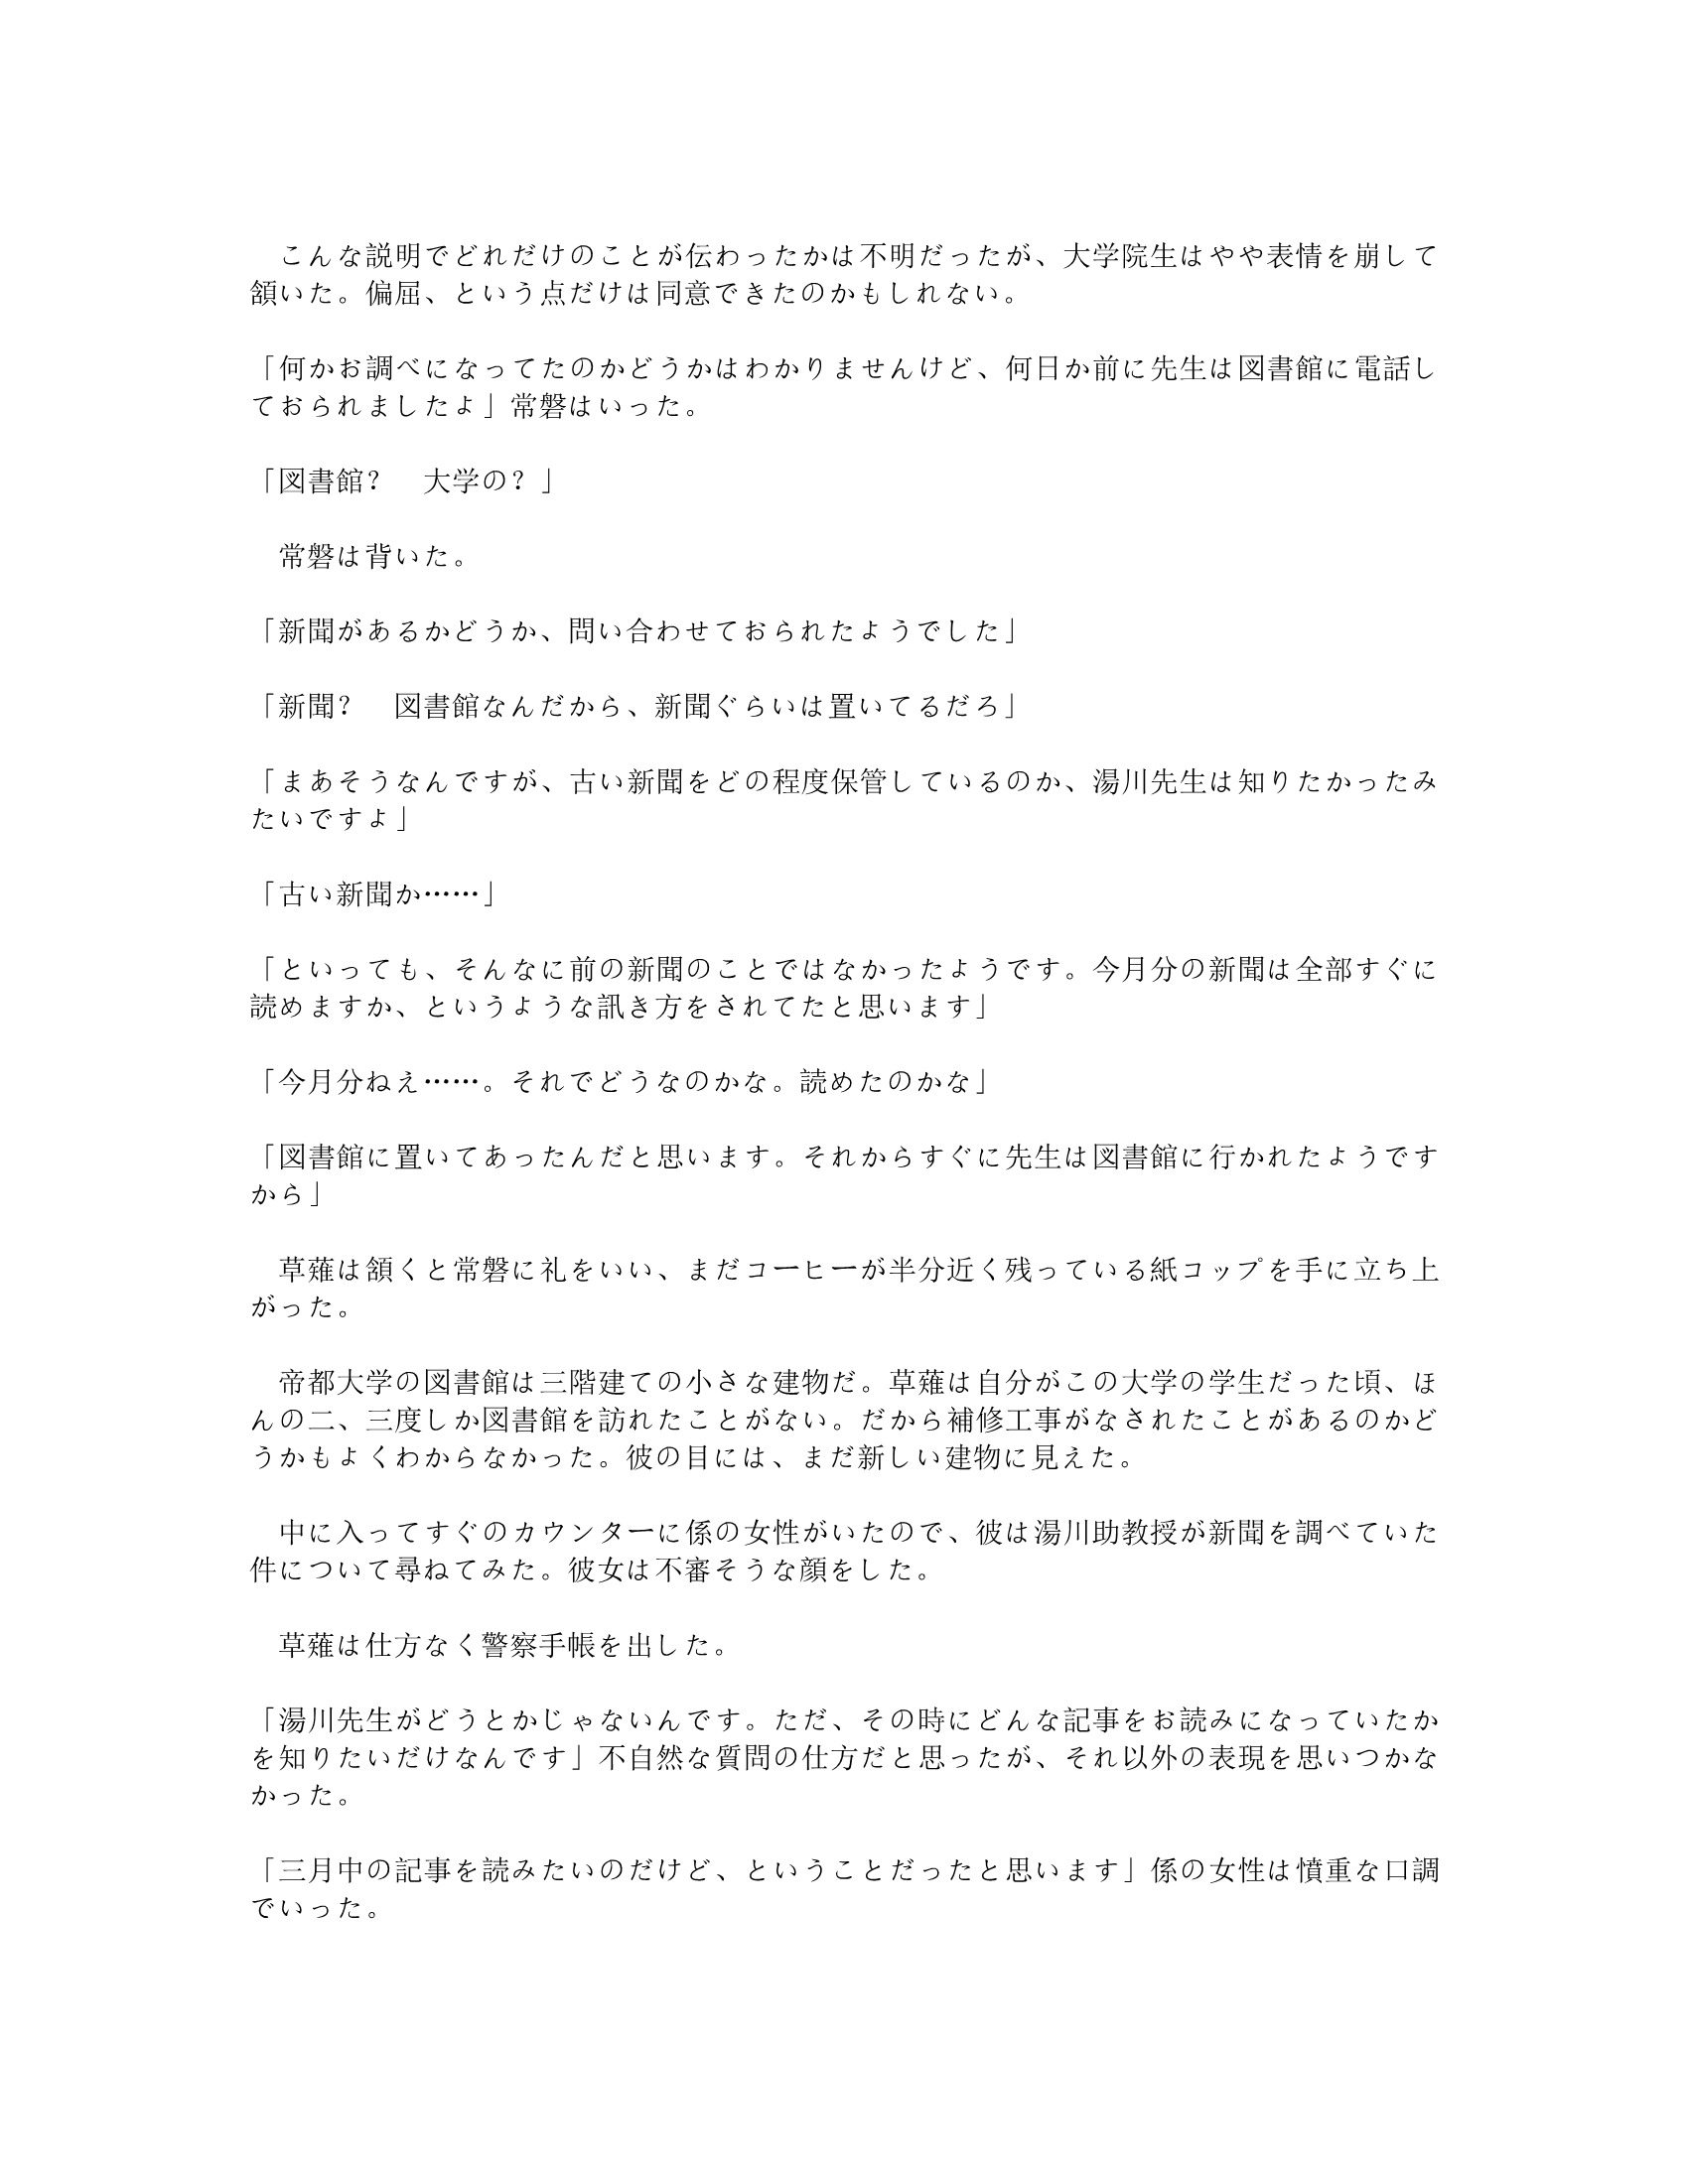 こんな説明でどれだけのことが伝わったかは不明だったが、大学院生はやや表情を崩して
頷いた。偏屈、という点だけは同意できたのかもしれない。
「何かお調べになってたのかどうかはわかりませんけど、何日か前に先生は図書館に電話し
ておられましたよ」常磐はいった。
「図書館?　大学の? 」
　常磐は背いた。
「新聞があるかどうか、問い合わせておられたようでした」
「新聞?　図書館なんだから、新聞ぐらいは置いてるだろ」
「まあそうなんですが、古い新聞をどの程度保管しているのか、湯川先生は知りたかったみ
たいですよ」
「古い新聞か……」
「といっても、そんなに前の新聞のことではなかったようです。今月分の新聞は全部すぐに
読めますか、というような訊き方をされてたと思います」
「今月分ねえ……。それでどうなのかな。読めたのかな」
「図書館に置いてあったんだと思います。それからすぐに先生は図書館に行かれたようです
から」
　草薙は頷くと常磐に礼をいい、まだコーヒーが半分近く残っている紙コップを手に立ち上
がった。
　帝都大学の図書館は三階建ての小さな建物だ。草薙は自分がこの大学の学生だった頃、ほ
んの二、三度しか図書館を訪れたことがない。だから補修工事がなされたことがあるのかど
うかもよくわからなかった。彼の目には、まだ新しい建物に見えた。
　中に入ってすぐのカウンターに係の女性がいたので、彼は湯川助教授が新聞を調べていた
件について尋ねてみた。彼女は不審そうな顔をした。
　草薙は仕方なく警察手帳を出した。
「湯川先生がどうとかじゃないんです。ただ、その時にどんな記事をお読みになっていたか
を知りたいだけなんです」不自然な質問の仕方だと思ったが、それ以外の表現を思いつかな
かった。
「三月中の記事を読みたいのだけど、ということだったと思います」係の女性は憤重な口調
でいった。